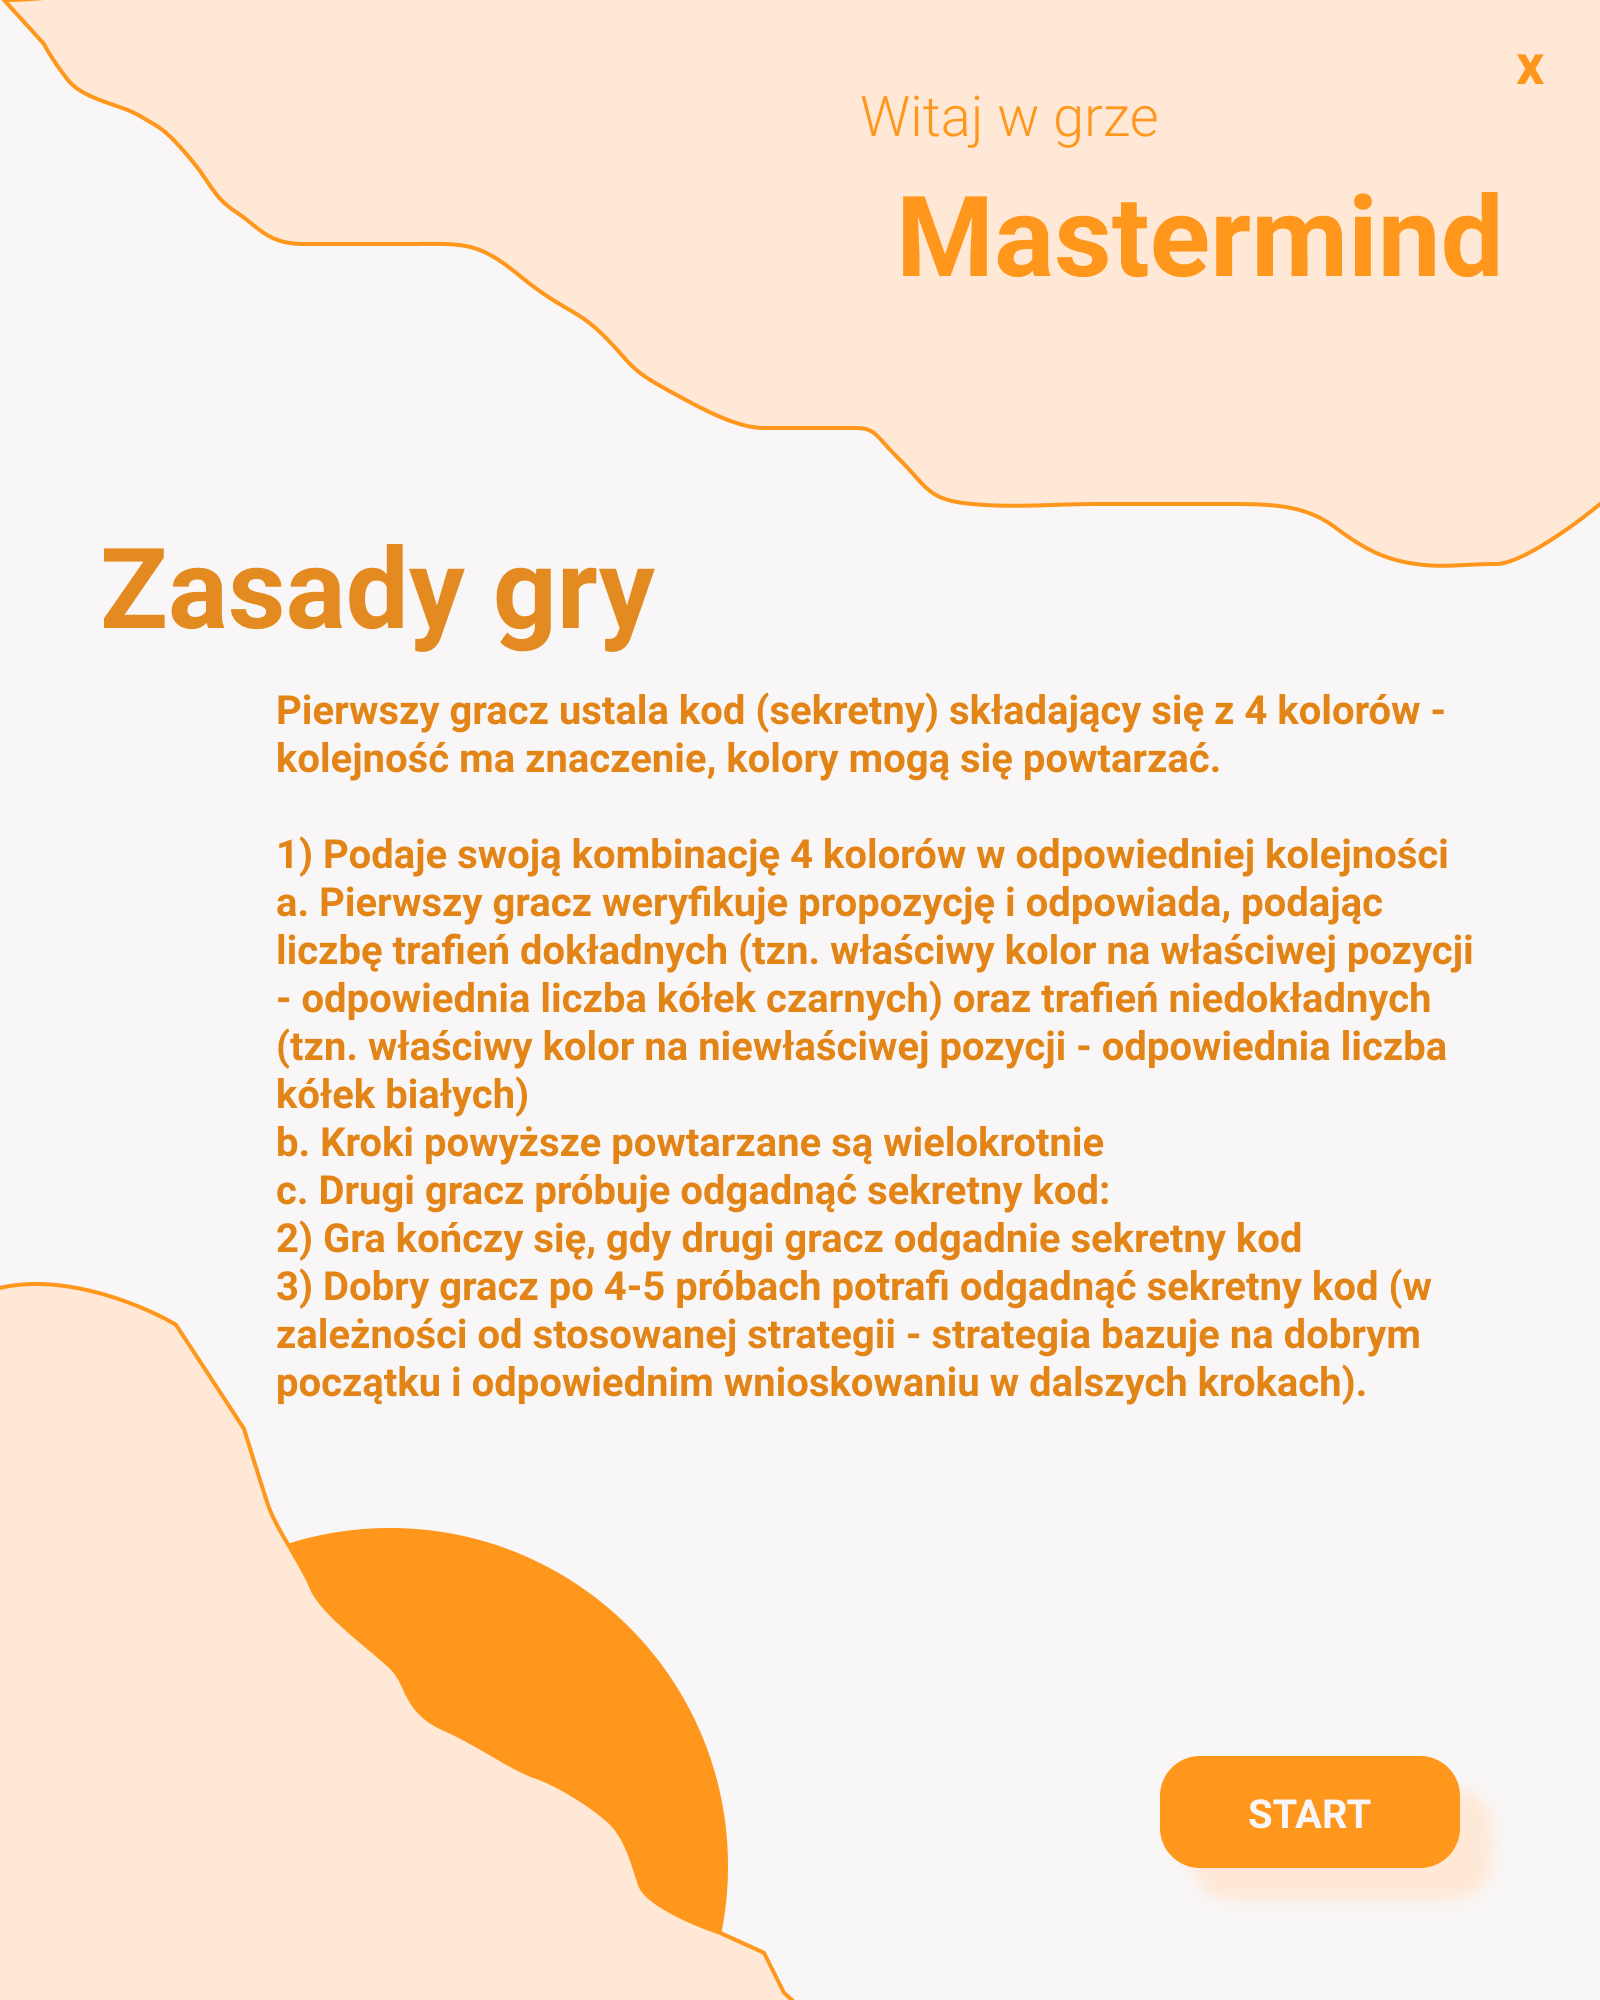 x
Witaj w grze
Mastermind
Zasady gry
Pierwszy gracz ustala kod (sekretny) składający się z 4 kolorów -
kolejność ma znaczenie, kolory mogą się powtarzać.
1) Podaje swoją kombinację 4 kolorów w odpowiedniej kolejności
a. Pierwszy gracz weryfikuje propozycję i odpowiada, podając
liczbę trafień dokładnych (tzn. właściwy kolor na właściwej pozycji
- odpowiednia liczba kółek czarnych) oraz trafień niedokładnych
(tzn. właściwy kolor na niewłaściwej pozycji - odpowiednia liczba
kółek białych)
b. Kroki powyższe powtarzane są wielokrotnie
c. Drugi gracz próbuje odgadnąć sekretny kod:
2) Gra kończy się, gdy drugi gracz odgadnie sekretny kod
3) Dobry gracz po 4-5 próbach potrafi odgadnąć sekretny kod (w
zależności od stosowanej strategii - strategia bazuje na dobrym
początku i odpowiednim wnioskowaniu w dalszych krokach).
START